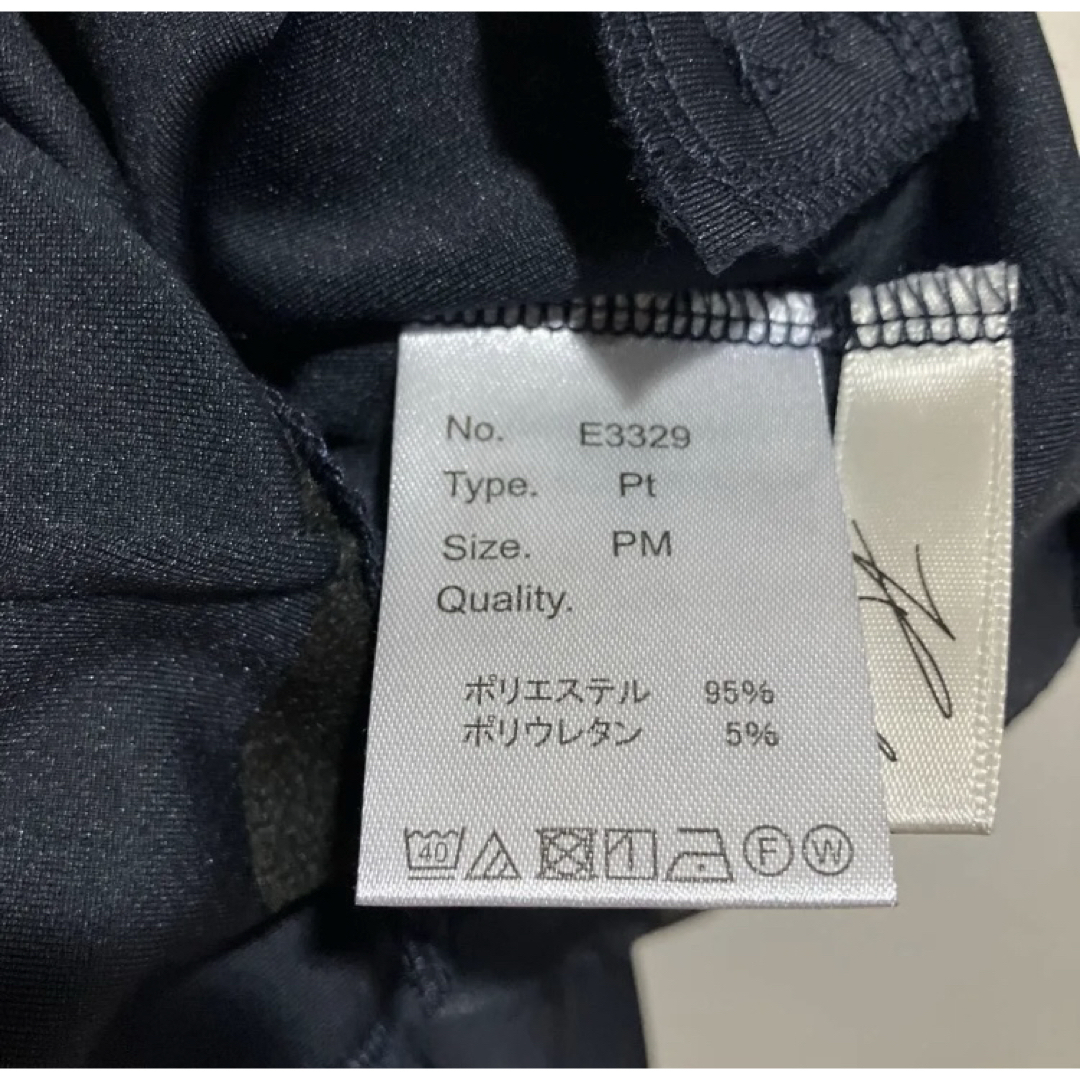 No. E3329
Type. Pt
Size. PM
Quality.
ポリエステル 95%
ポリウレタン 5%
40 F W